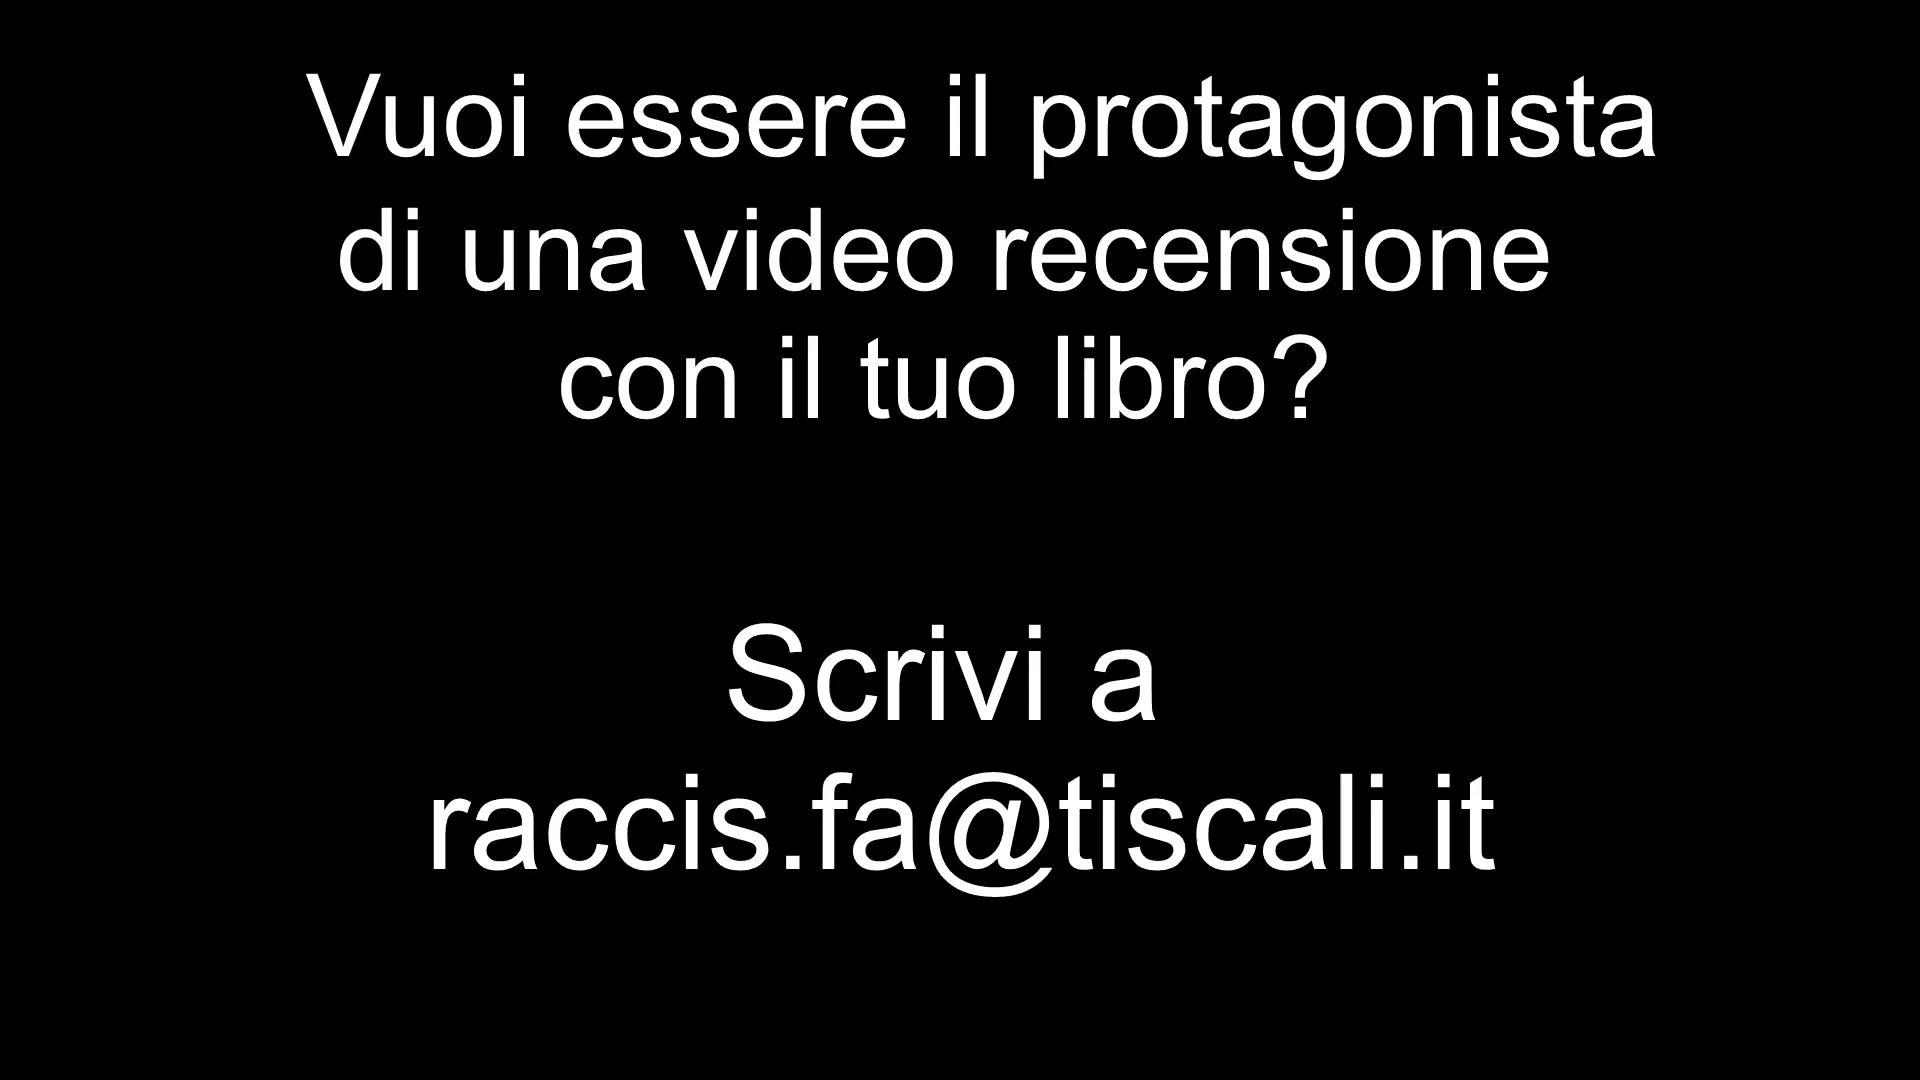 Vuoi essere il protagonista
di una video recensione
con il tuo libro?
Scrivi a
raccis.fa@tiscali.it